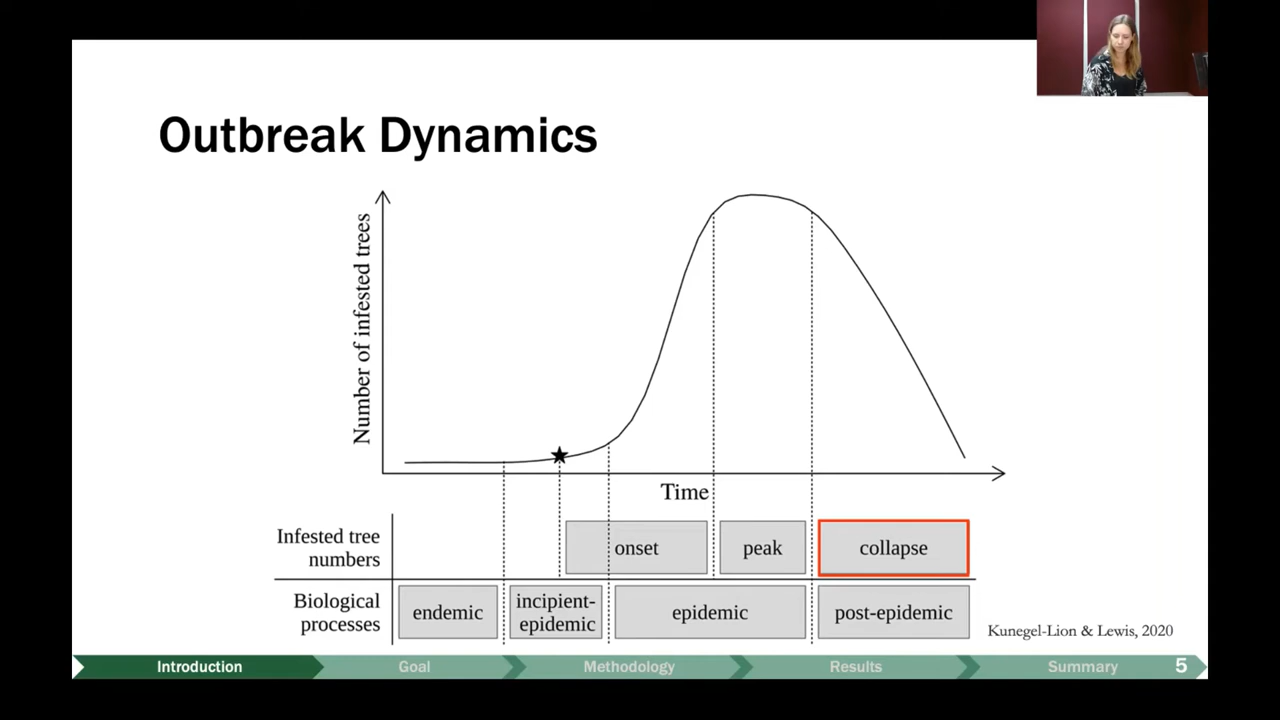 Outbreak Dynamics
Number of infested trees
Time
Infested tree
numbers
onset
peak
collapse
Biological
processes
endemic
incipient-
epidemic
epidemic
post-epidemic
Kunegel-Lion & Lewis, 2020
Introduction
Goal
Methodology
Results
Summary
5